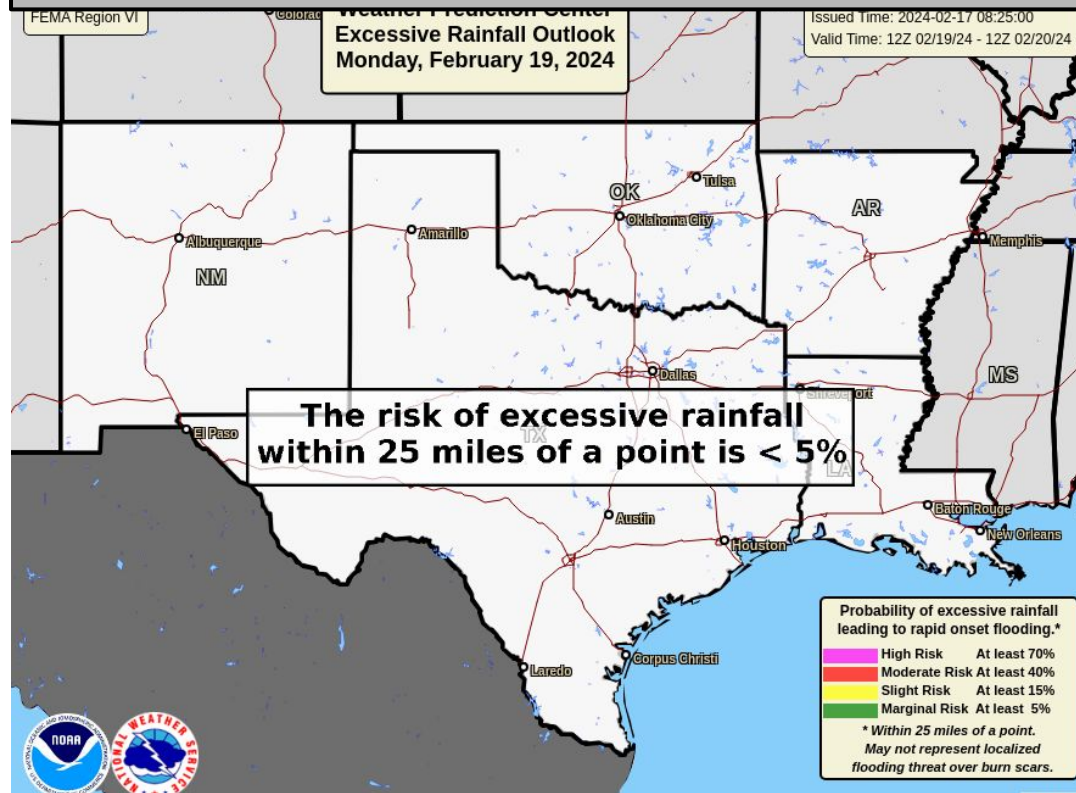 FEMA Region VI
Colorad
Weather Prediction Center
Excessive Rainfall Outlook
Monday, February 19, 2024
Issued Time: 2024-02-17 08:25:00
Valid Time: 12Z 02/19/24 - 12Z 02/20/24
OK
Tulsa
Oklahoma City
AR
Albuquerque
Amarillo
Memphis
NM
Dallas
MS
Shreveport
The risk of excessive rainfall
within 25 miles of a point is < 5%
El Paso
TX
LA
Austin
Baton Rouge
Houston
New Orleans
Laredo
Corpus Christi
Probability of excessive rainfall
leading to rapid onset flooding.*
High Risk At least 70%
Moderate Risk At least 40%
Slight Risk At least 15%
Marginal Risk At least 5%
* Within 25 miles of a point.
May not represent localized
flooding threat over burn scars.
NOAA
NATIONAL WEATHER SERVICE